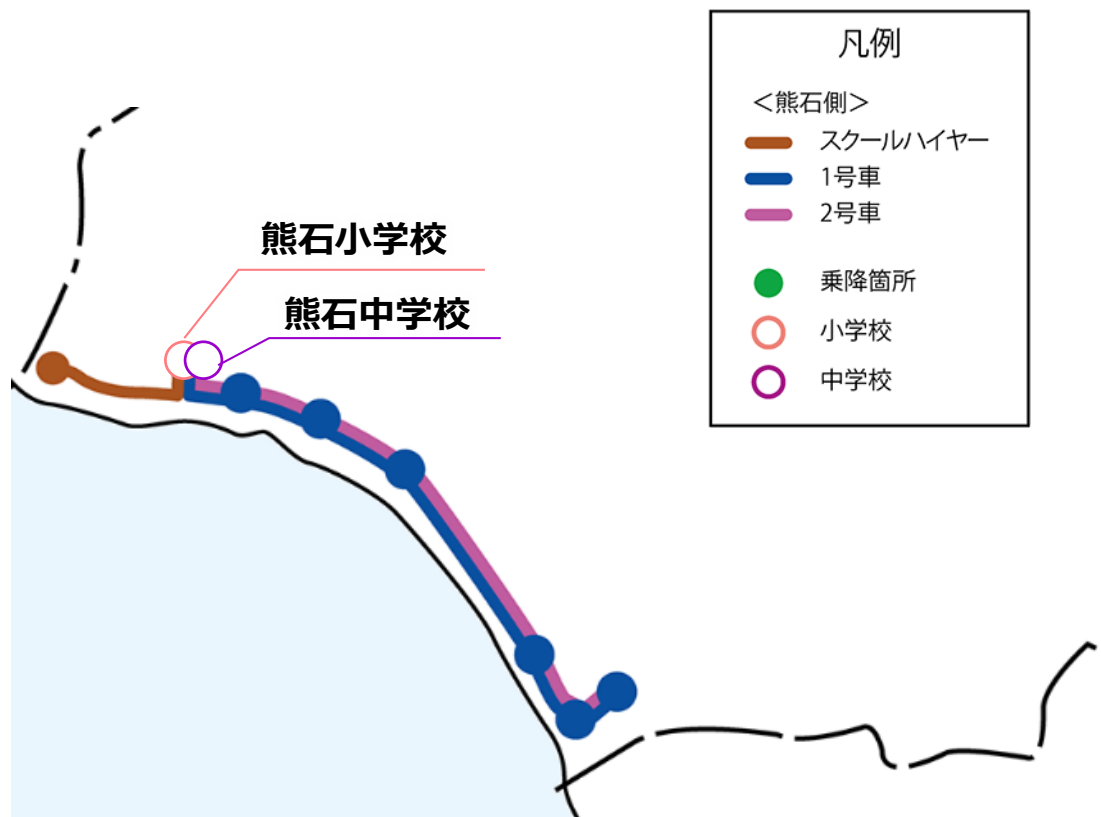 凡例
＜熊石側＞
スクールハイヤー
1号車
2号車
乗降箇所
小学校
中学校
熊石小学校
熊石中学校